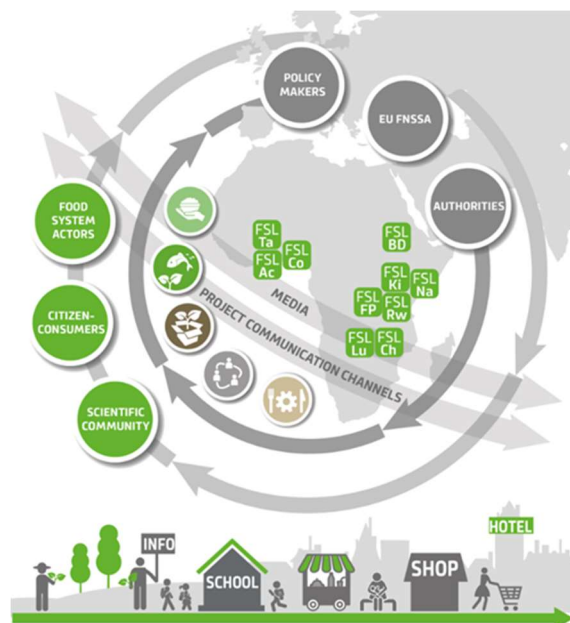 POLICY
MAKERS
EU FNSSA
AUTHORITIES
FOOD
SYSTEM
ACTORS
CITIZEN-
CONSUMERS
SCIENTIFIC
COMMUNITY
FSL
Ta
FSL
Co
FSL
Ac
FSL
BD
FSL
Ki
FSL
Na
FSL
FP
FSL
Rw
FSL
Lu
FSL
Ch
MEDIA
PROJECT COMMUNICATION CHANNELS
INFO
SCHOOL
SHOP
HOTEL